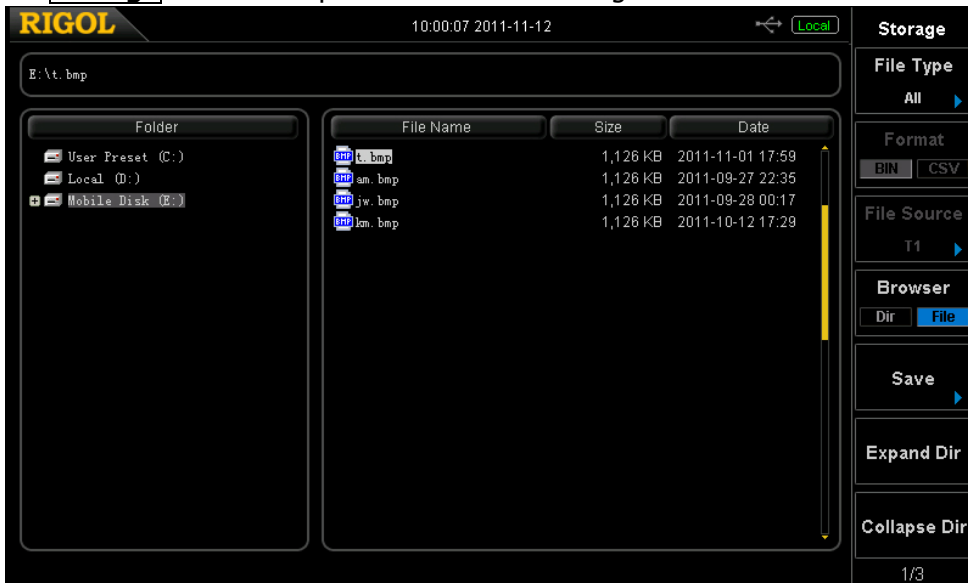 RIGOL
10:00:07 2011-11-12
Local
Storage
E:\t.bmp
File Type
All
Folder
File Name
Size
Date
Format
BIN
CSV
User Preset (C:)
Local (D:)
Mobile Disk (E:)
BMP t.bmp 1,126 KB 2011-11-01 17:59
BMP am.bmp 1,126 KB 2011-09-27 22:35
BMP jw.bmp 1,126 KB 2011-09-28 00:17
BMP km.bmp 1,126 KB 2011-10-12 17:29
File Source
T1
Browser
Dir
File
Save
Expand Dir
Collapse Dir
1/3